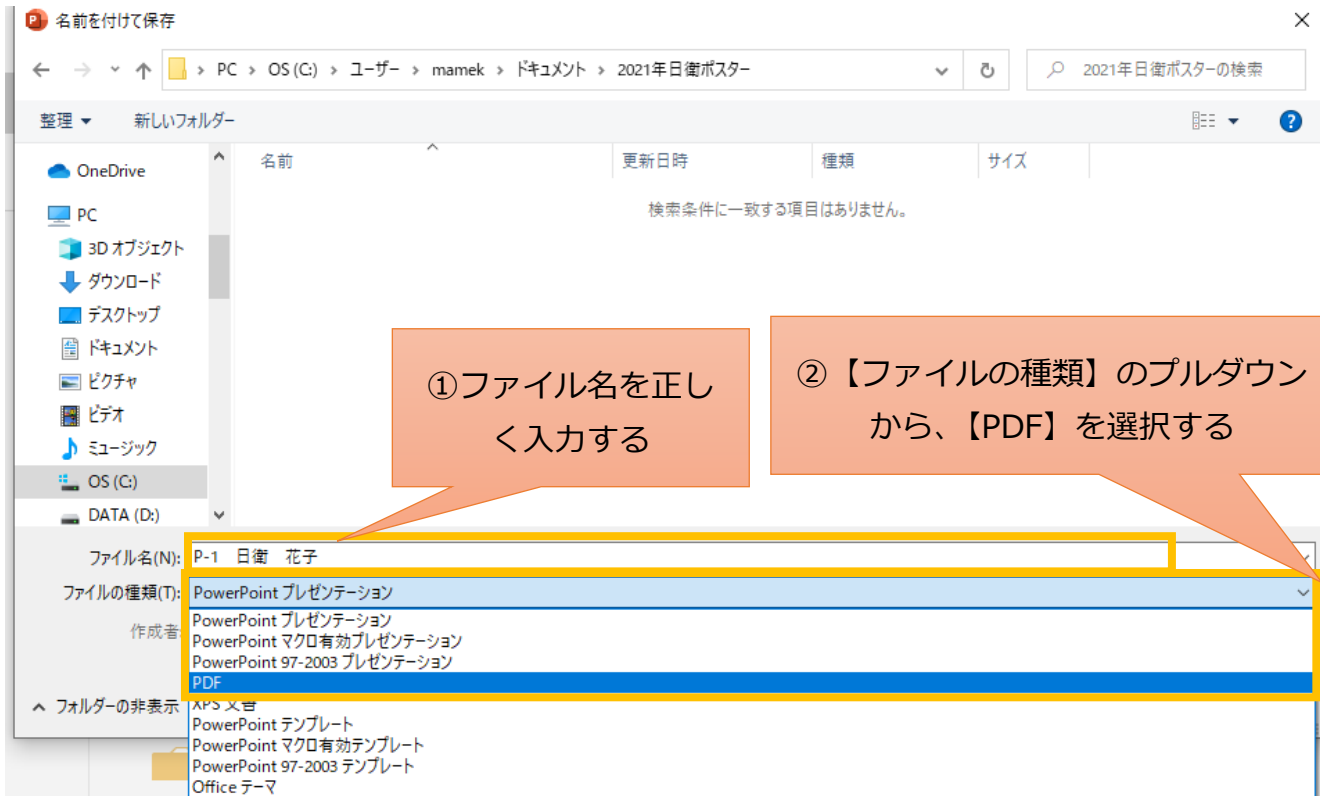 名前を付けて保存
PC › OS (C:) › ユーザー › mamek › ドキュメント › 2021年日衛ポスター
2021年日衛ポスターの検索
整理
新しいフォルダー
名前
更新日時
種類
サイズ
検索条件に一致する項目はありません。
OneDrive
PC
3D オブジェクト
ダウンロード
デスクトップ
ドキュメント
ピクチャ
ビデオ
ミュージック
OS (C:)
DATA (D:)
①ファイル名を正し
く入力する
②【ファイルの種類】のプルダウン
から、【PDF】を選択する
ファイル名(N): P-1　日衛　花子
ファイルの種類(T): PowerPoint プレゼンテーション
作成者:
PowerPoint プレゼンテーション
PowerPoint マクロ有効プレゼンテーション
PowerPoint 97-2003 プレゼンテーション
PDF
XPS 文書
PowerPoint テンプレート
PowerPoint マクロ有効テンプレート
PowerPoint 97-2003 テンプレート
Office テーマ
フォルダーの非表示